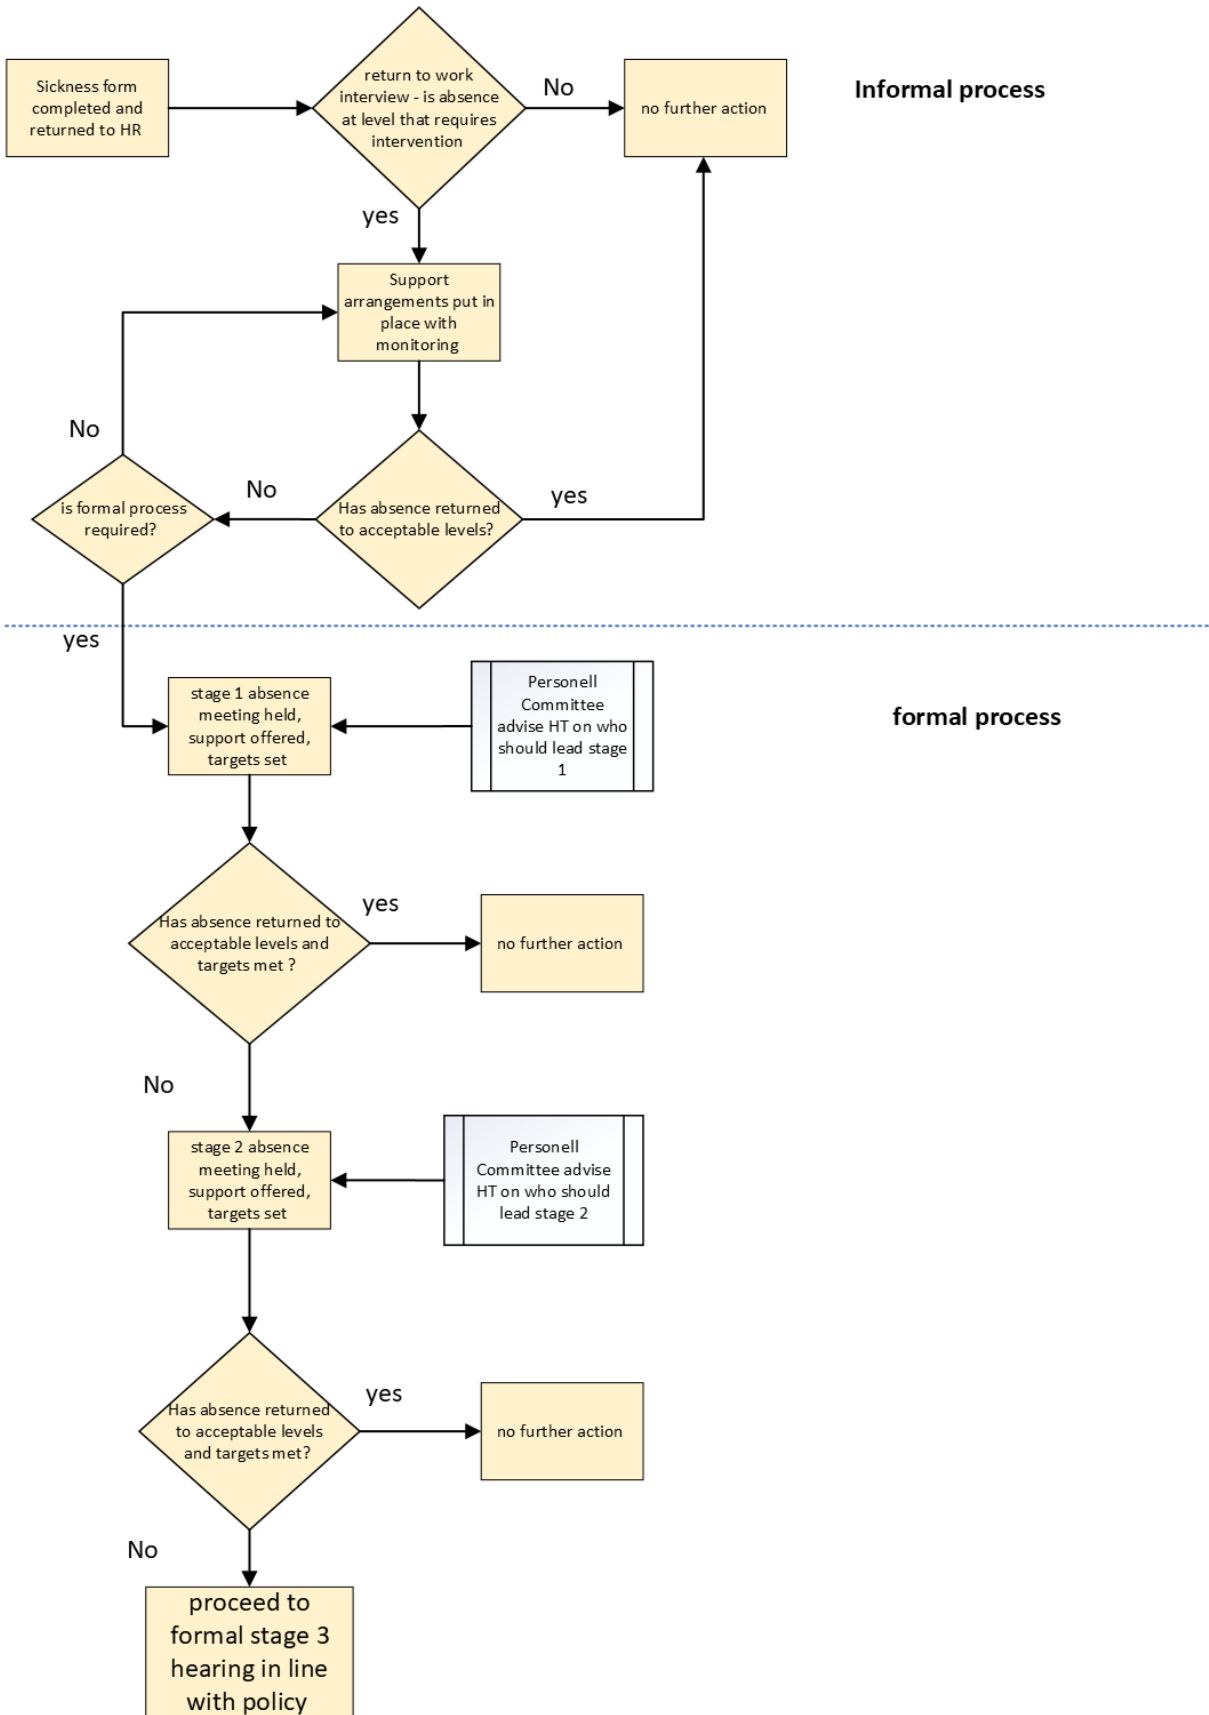 Sickness form
completed and
returned to HR
return to work
interview - is absence
at level that requires
intervention
No
no further action
Informal process
yes
Support
arrangements put in
place with
monitoring
No
is formal process
required?
No
Has absence returned
to acceptable levels?
yes
yes
stage 1 absence
meeting held,
support offered,
targets set
Personell
Committee
advise HT on who
should lead stage
1
formal process
Has absence returned to
acceptable levels and
targets met ?
yes
no further action
No
stage 2 absence
meeting held,
support offered,
targets set
Personell
Committee advise
HT on who should
lead stage 2
Has absence returned
to acceptable levels
and targets met?
yes
no further action
No
proceed to
formal stage 3
hearing in line
with policy